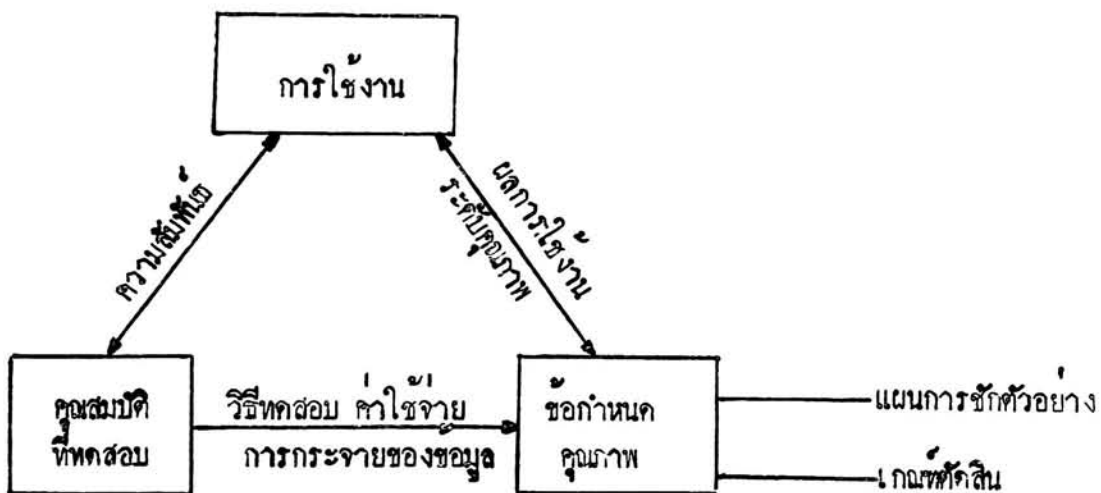 การใช้งาน
ความสัมพันธ์
ผลการใช้งาน
ระดับคุณภาพ
คุณสมบัติ
ที่ทดสอบ
วิธีทดสอบ ค่าใช้จ่าย
การกระจายของขอมูล
ข้อกำหนด
คุณภาพ
แผนการชักตัวอย่าง
เกณฑ์ตัดสิน